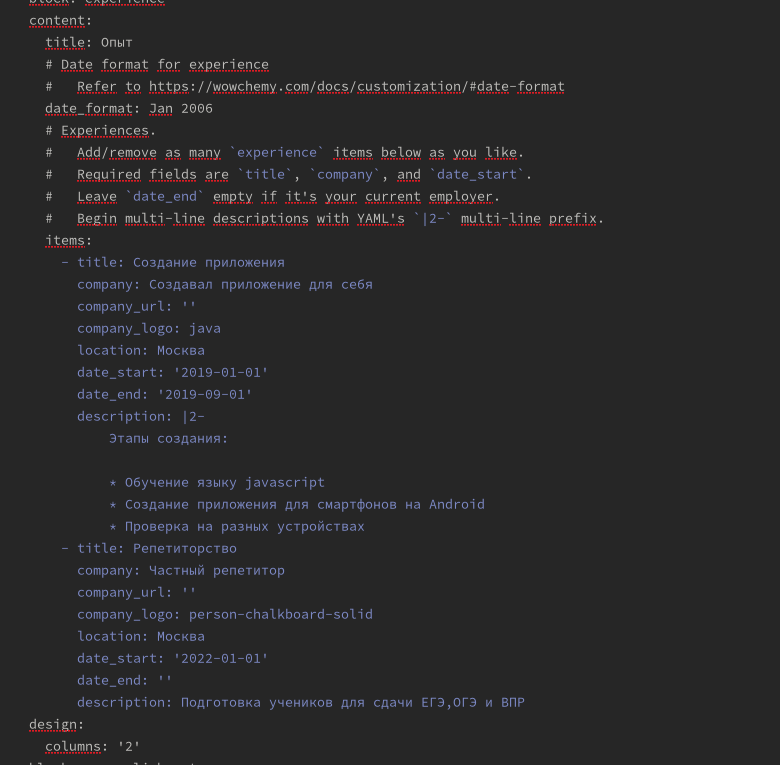 block: experience
content:
title: Опыт
# Date format for experience
# Refer to https://wowchemy.com/docs/customization/#date-format
date_format: Jan 2006
# Experiences.
# Add/remove as many `experience` items below as you like.
# Required fields are `title`, `company`, and `date_start`.
# Leave `date_end` empty if it's your current employer.
# Begin multi-line descriptions with YAML's `|2-` multi-line prefix.
items:
- title: Создание приложения
company: Создавал приложение для себя
company_url: ''
company_logo: java
location: Москва
date_start: '2019-01-01'
date_end: '2019-09-01'
description: |2-
Этапы создания:
* Обучение языку javascript
* Создание приложения для смартфонов на Android
* Проверка на разных устройствах
- title: Репетиторство
company: Частный репетитор
company_url: ''
company_logo: person-chalkboard-solid
location: Москва
date_start: '2022-01-01'
date_end: ''
description: Подготовка учеников для сдачи ЕГЭ,ОГЭ и ВПР
design:
columns: '2'